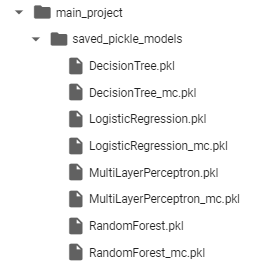 main_project
saved_pickle_models
DecisionTree.pkl
DecisionTree_mc.pkl
LogisticRegression.pkl
LogisticRegression_mc.pkl
MultiLayerPerceptron.pkl
MultiLayerPerceptron_mc.pkl
RandomForest.pkl
RandomForest_mc.pkl